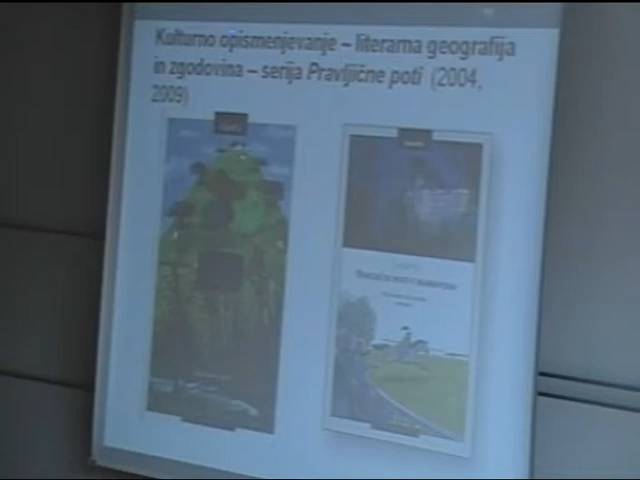 Kulturno opismenjevanje – literarna geografija
in zgodovina – serija Pravljične poti (2004,
2009)